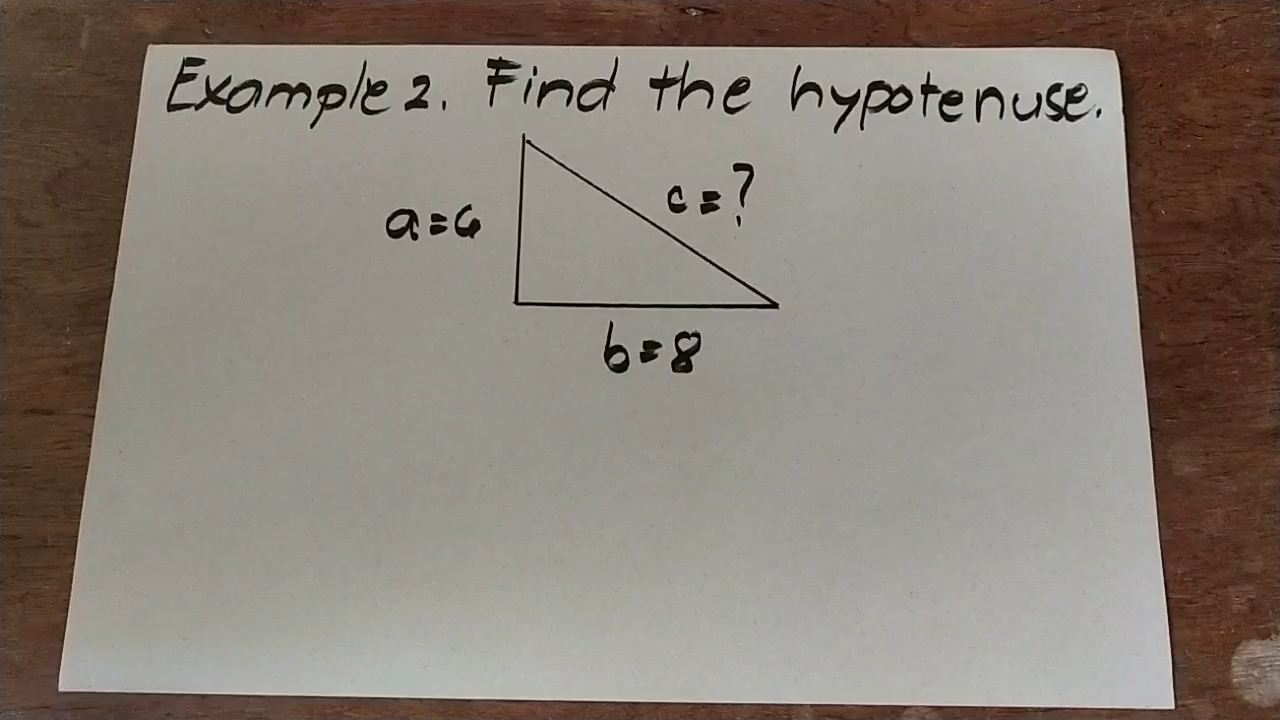 Example 2. Find the hypotenuse.
c = ?
a = 6
b = 8